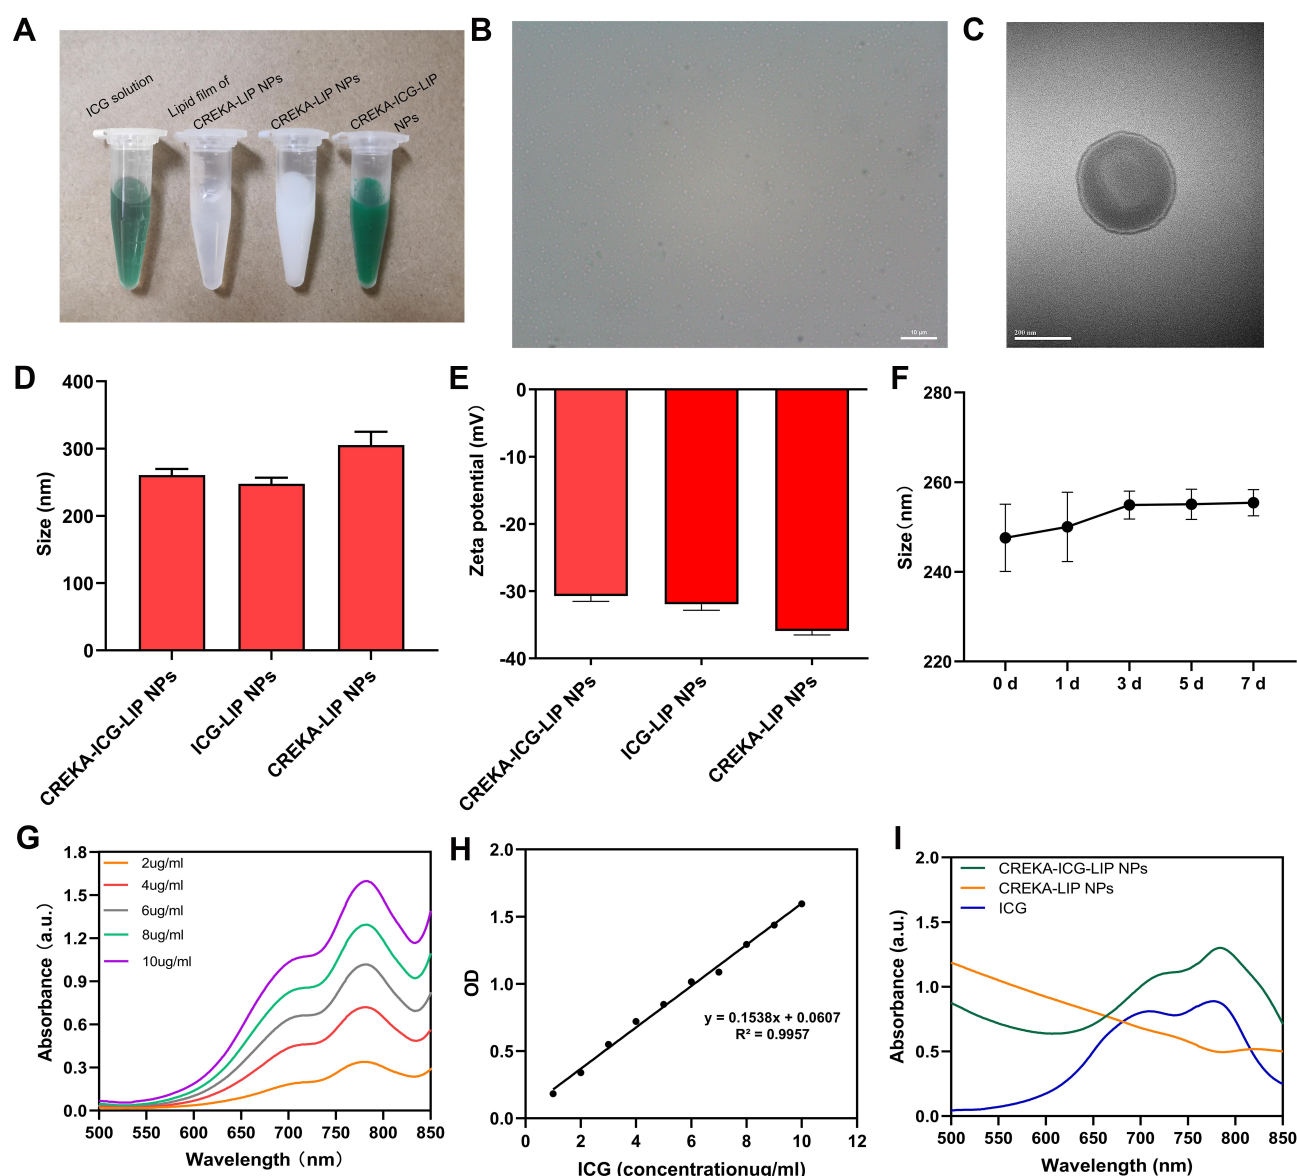 A
ICG solution
Lipid film of
CREKA-LIP NPs
CREKA-LIP NPs
CREKA-ICG-LIP
NPs
B
10 μm
C
200 nm
D
Size (nm)
400
300
200
100
0
CREKA-ICG-LIP NPs
ICG-LIP NPs
CREKA-LIP NPs
E
Zeta potential (mV)
0
-10
-20
-30
-40
CREKA-ICG-LIP NPs
ICG-LIP NPs
CREKA-LIP NPs
F
Size（nm）
280
260
240
220
0 d 1 d 3 d 5 d 7 d
G
Absorbance（a.u.）
1.8
1.5
1.2
0.9
0.6
0.3
0.0
2ug/ml
4ug/ml
6ug/ml
8ug/ml
10ug/ml
500 550 600 650 700 750 800 850
Wavelength（nm）
H
OD
2.0
1.5
1.0
0.5
0.0
y = 0.1538x + 0.0607
R² = 0.9957
0 2 4 6 8 10 12
ICG (concentrationug/ml)
I
Absorbance (a.u.)
2.0
1.5
1.0
0.5
0.0
CREKA-ICG-LIP NPs
CREKA-LIP NPs
ICG
500 550 600 650 700 750 800 850
Wavelength (nm)